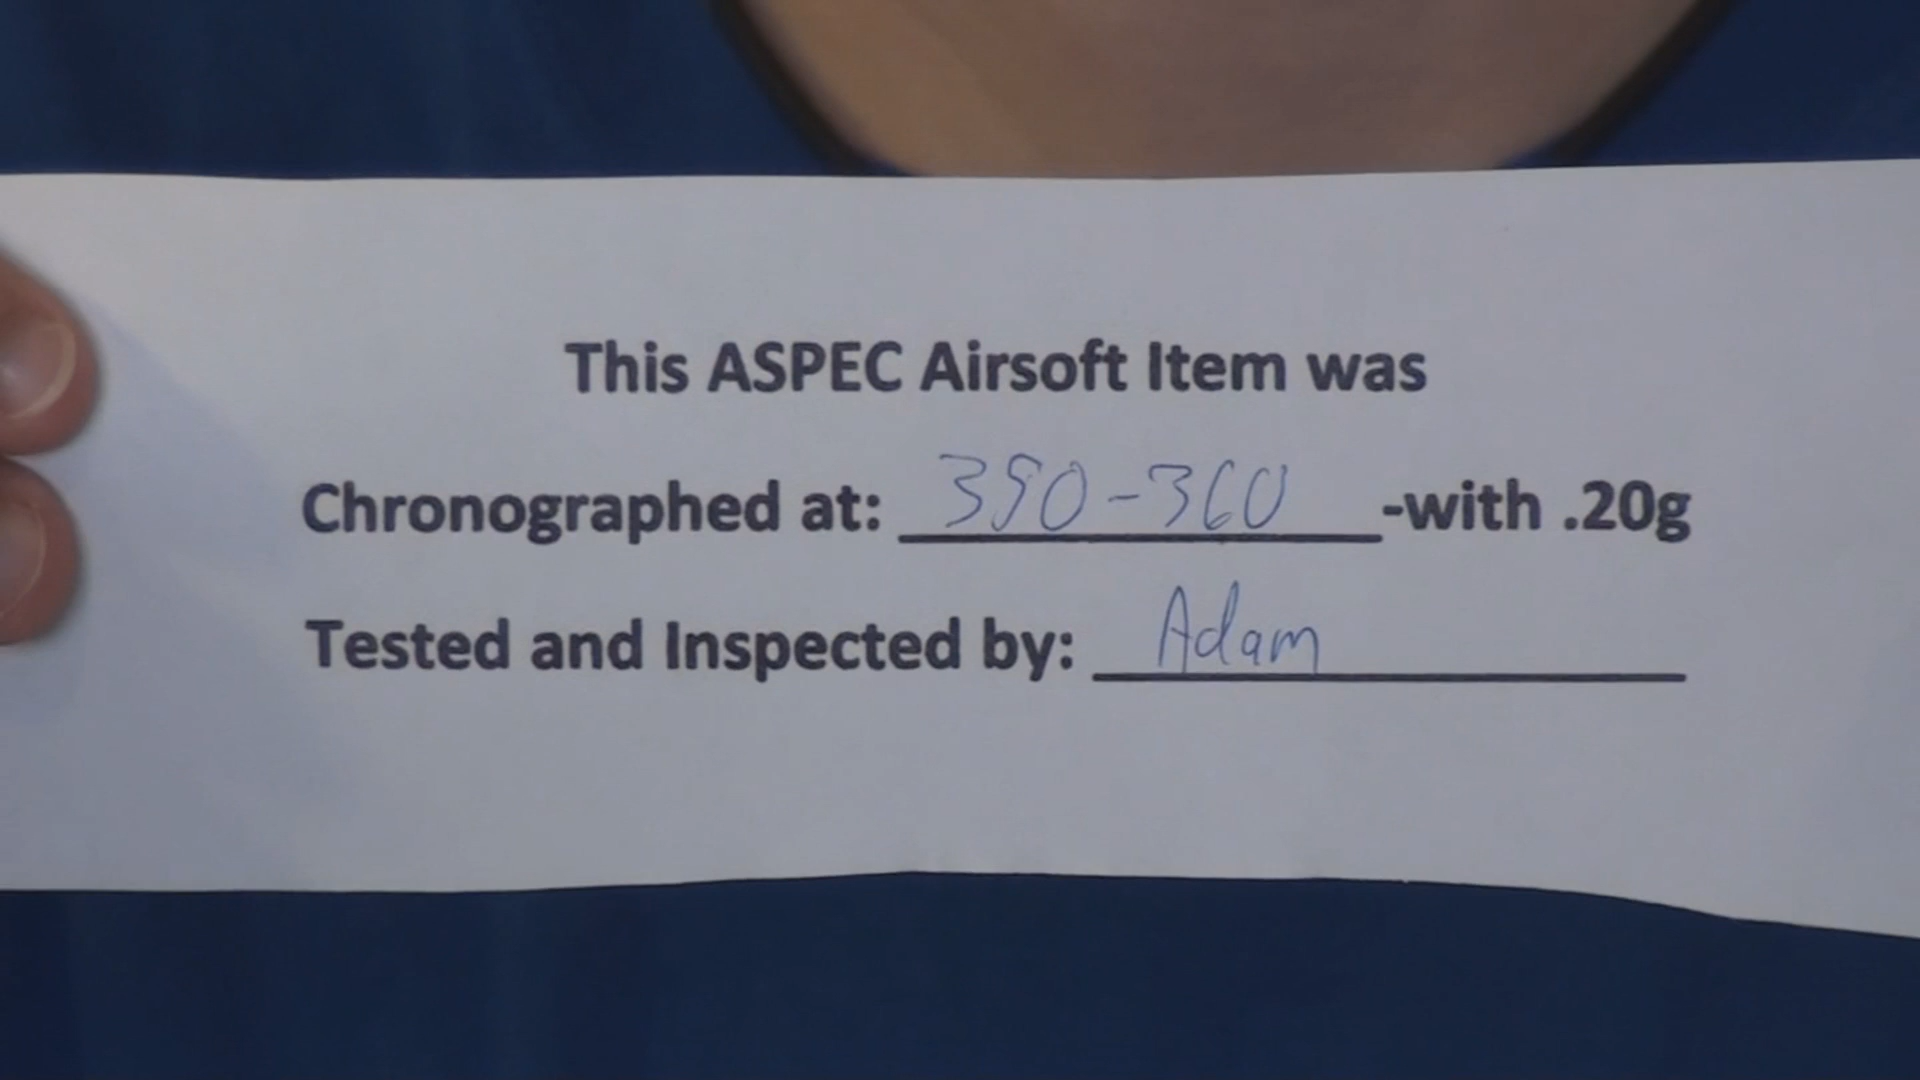 This ASPEC Airsoft Item was
Chronographed at: 350-360 -with .20g
Tested and Inspected by: Adam